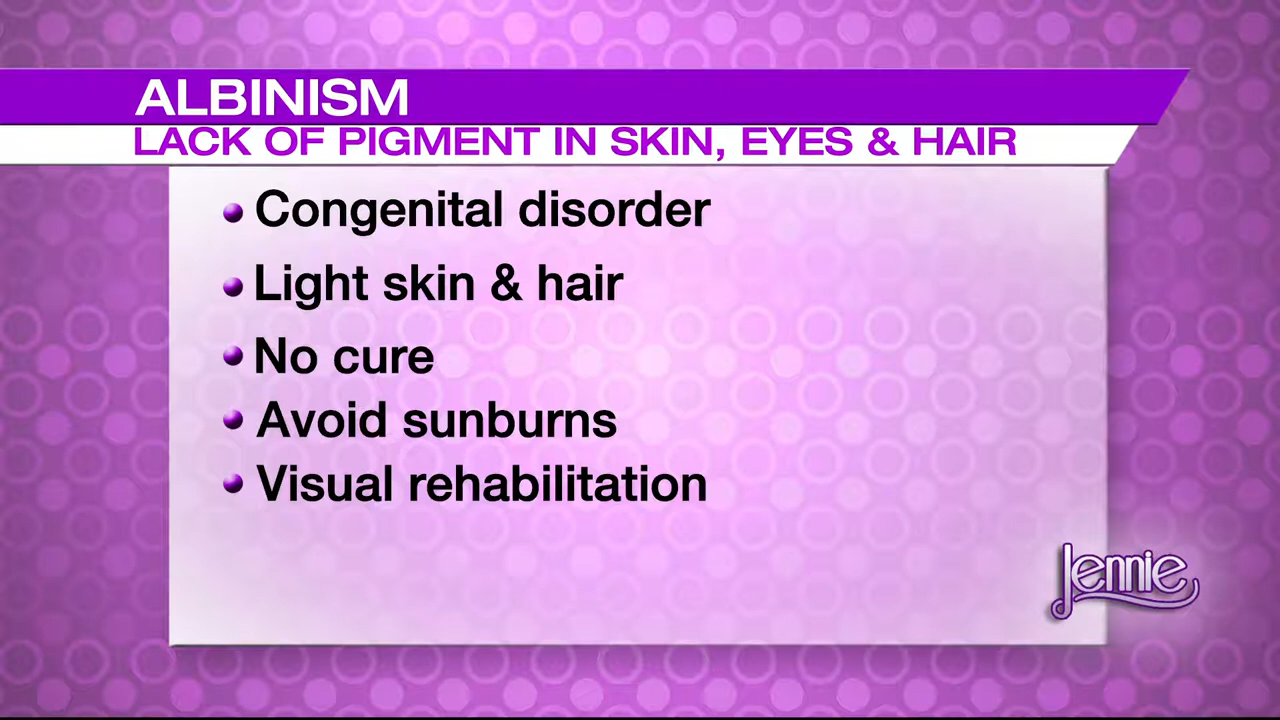 ALBINISM
LACK OF PIGMENT IN SKIN, EYES & HAIR
Congenital disorder
Light skin & hair
No cure
Avoid sunburns
Visual rehabilitation
Jennie